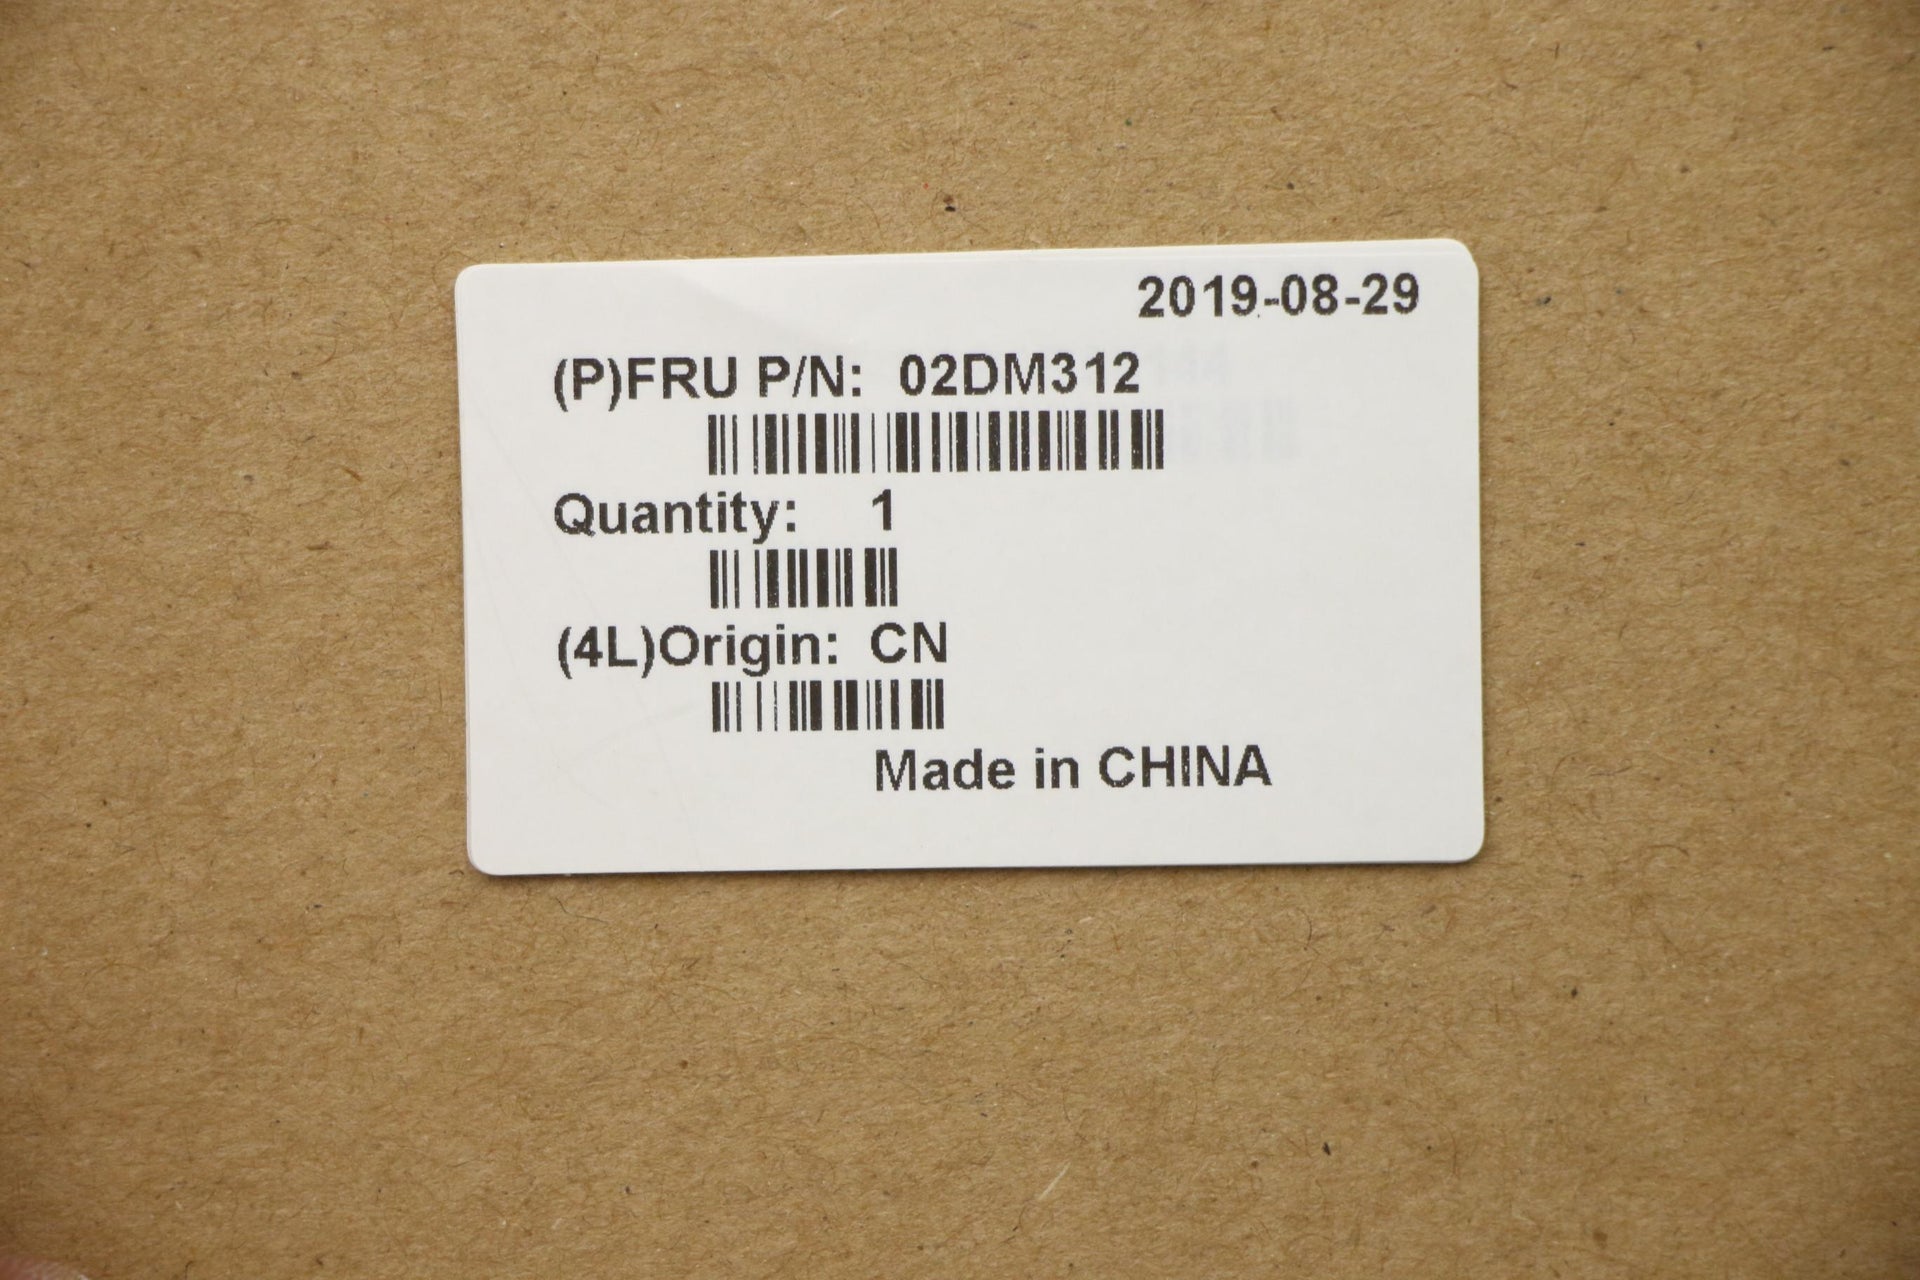 2019-08-29
(P)FRU P/N: 02DM312
Quantity: 1
(4L)Origin: CN
Made in CHINA